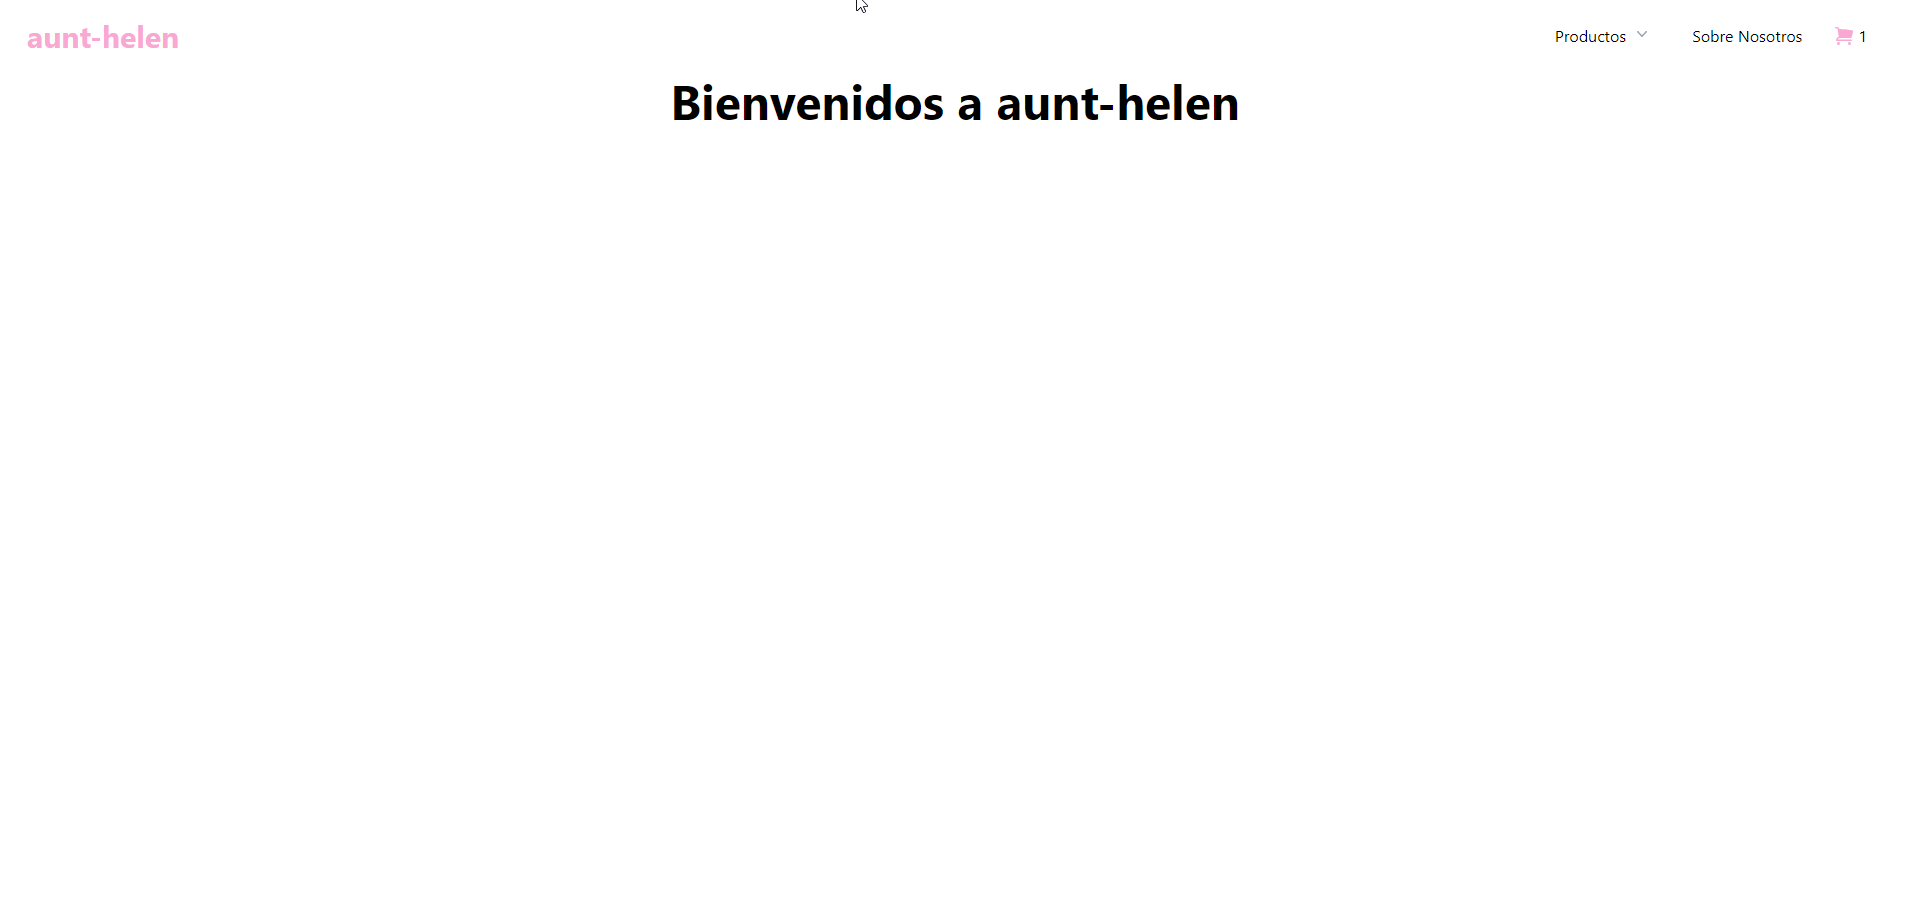 aunt-helen
Productos
Sobre Nosotros
1
Bienvenidos a aunt-helen